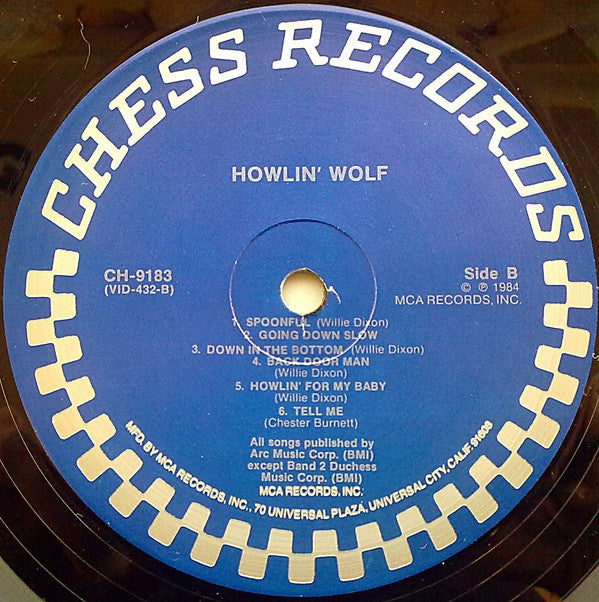 CHESS RECORDS
HOWLIN' WOLF
CH-9183
(VID-432-B)
Side B
© ℗ 1984
MCA RECORDS, INC.
1. SPOONFUL (Willie Dixon)
2. GOING DOWN SLOW
3. DOWN IN THE BOTTOM (Willie Dixon)
4. BACK DOOR MAN
(Willie Dixon)
5. HOWLIN' FOR MY BABY
(Willie Dixon)
6. TELL ME
(Chester Burnett)
All songs published by
Arc Music Corp. (BMI)
except Band 2 Duchess
Music Corp. (BMI)
MCA RECORDS, INC.
MFD. BY MCA RECORDS, INC., 70 UNIVERSAL PLAZA, UNIVERSAL CITY, CALIF. 91608